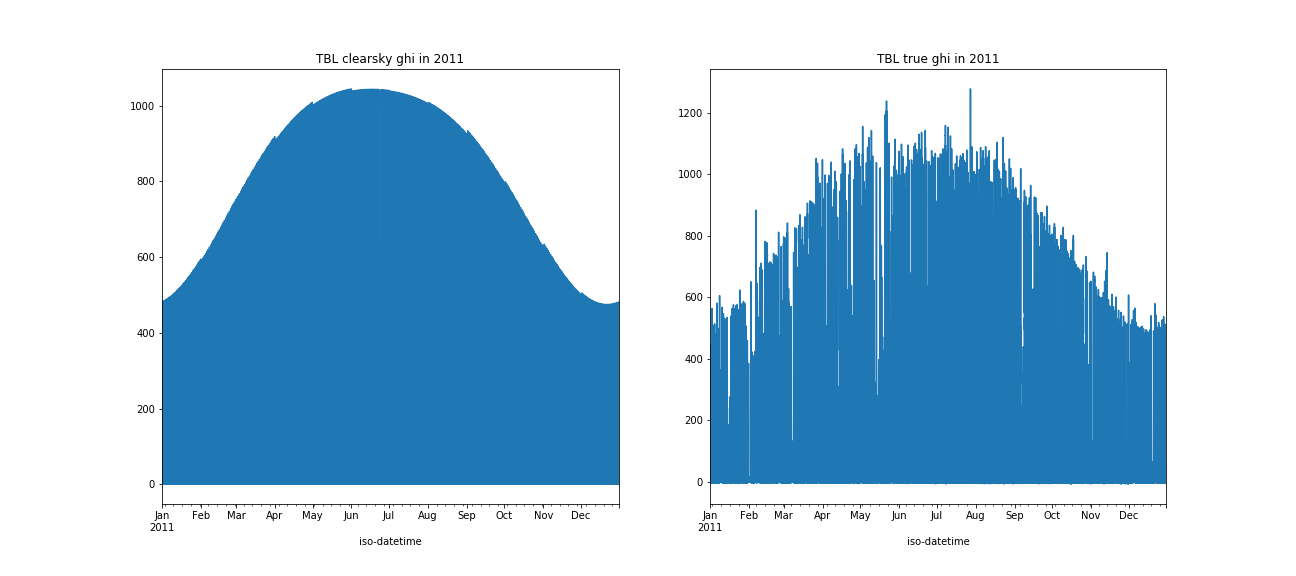 TBL clearsky ghi in 2011
1000
800
600
400
200
0
Jan Feb Mar Apr May Jun Jul Aug Sep Oct Nov Dec
2011
iso-datetime
TBL true ghi in 2011
1200
1000
800
600
400
200
0
Jan Feb Mar Apr May Jun Jul Aug Sep Oct Nov Dec
2011
iso-datetime